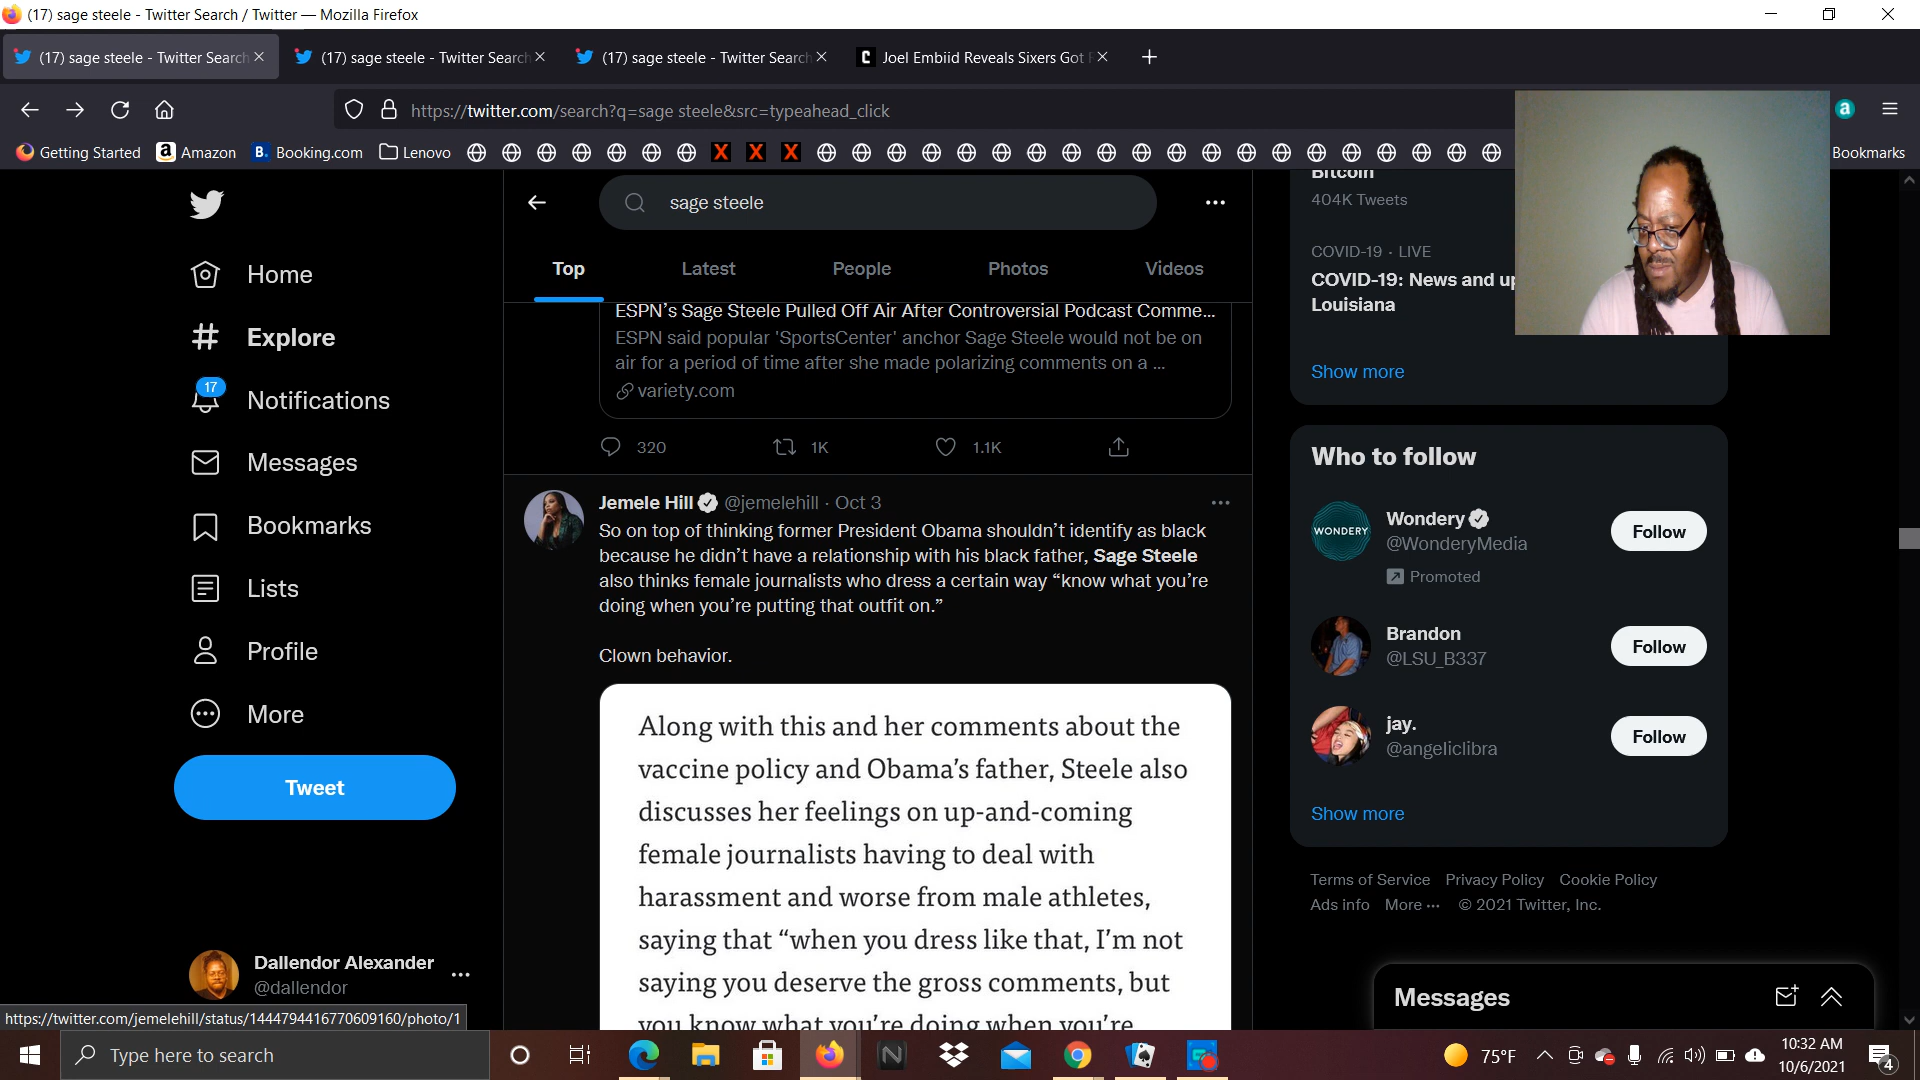 (17) sage steele - Twitter Search / Twitter — Mozilla Firefox
(17) sage steele - Twitter Search
(17) sage steele - Twitter Search
(17) sage steele - Twitter Search
Joel Embiid Reveals Sixers Got
https://twitter.com/search?q=sage steele&src=typeahead_click
Getting Started
Amazon
Booking.com
Lenovo
Bookmarks
sage steele
Top
Latest
People
Photos
Videos
Home
Explore
17
Notifications
Messages
Bookmarks
Lists
Profile
More
Tweet
Dallendor Alexander
@dallendor
ESPN’s Sage Steele Pulled Off Air After Controversial Podcast Comme...
ESPN said popular 'SportsCenter' anchor Sage Steele would not be on
air for a period of time after she made polarizing comments on a ...
variety.com
320
1K
1.1K
Jemele Hill @jemelehill · Oct 3
So on top of thinking former President Obama shouldn’t identify as black
because he didn’t have a relationship with his black father, Sage Steele
also thinks female journalists who dress a certain way “know what you’re
doing when you’re putting that outfit on.”
Clown behavior.
Along with this and her comments about the
vaccine policy and Obama’s father, Steele also
discusses her feelings on up-and-coming
female journalists having to deal with
harassment and worse from male athletes,
saying that “when you dress like that, I’m not
saying you deserve the gross comments, but
you know what you’re doing when you’re
Bitcoin
404K Tweets
COVID-19 · LIVE
COVID-19: News and up
Louisiana
Show more
Who to follow
WONDERY
Wondery
@WonderyMedia
Promoted
Follow
Brandon
@LSU_B337
Follow
jay.
@angeliclibra
Follow
Show more
Terms of Service Privacy Policy Cookie Policy
Ads info More ··· © 2021 Twitter, Inc.
Messages
https://twitter.com/jemelehill/status/1444794416770609160/photo/1
Type here to search
75°F
10:32 AM
10/6/2021
4